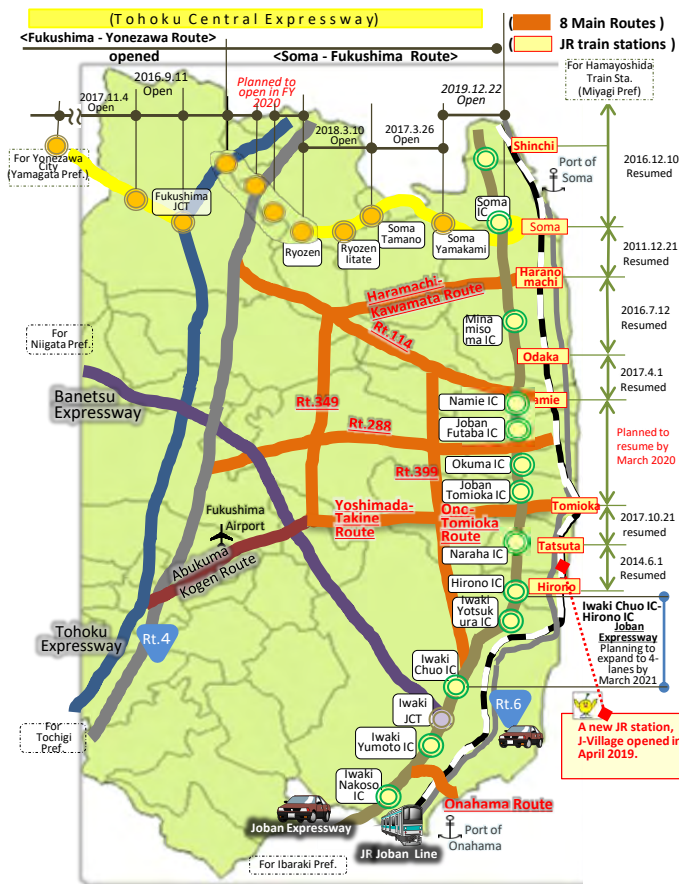 (Tohoku Central Expressway)
( 8 Main Routes )
( JR train stations )
<Fukushima - Yonezawa Route>
opened
<Soma - Fukushima Route>
For Hamayoshida
Train Sta.
(Miyagi Pref)
2017.11.4
Open
2016.9.11
Open
Planned to
open in FY
2020
2018.3.10
Open
2017.3.26
Open
2019.12.22
Open
For Yonezawa
City
(Yamagata Pref.)
Fukushima
JCT
Ryozen
Ryozen
Iitate
Soma
Tamano
Soma
Yamakami
Soma
IC
Shinchi
Port of
Soma
Soma
2016.12.10
Resumed
2011.12.21
Resumed
Harano
machi
Haramachi-
Kawamata Route
Mina
miso
ma IC
2016.7.12
Resumed
For
Niigata Pref.
Rt.114
Odaka
2017.4.1
Resumed
Banetsu
Expressway
Rt.349
Namie IC
amie
Rt.288
Joban
Futaba IC
Planned to
resume by
March 2020
Rt.399
Okuma IC
Joban
Tomioka IC
Tomioka
Fukushima
Airport
Yoshimada-
Takine
Route
Ono-
Tomioka
Route
2017.10.21
Resumed
Naraha IC
Tatsuta
Abukuma
Kogen Route
2014.6.1
Resumed
Hirono IC
Hirono
Iwaki
Yotsuk
ura IC
Iwaki Chuo IC-
Hirono IC
Joban
Expressway
Planning to
expand to 4-
lanes by
March 2021
Tohoku
Expressway
Rt.4
Iwaki
Chuo IC
Iwaki
JCT
Rt.6
For
Tochigi
Pref.
Iwaki
Yumoto IC
A new JR station,
J-Village opened in
April 2019.
Iwaki
Nakoso
IC
Onahama Route
Joban Expressway
JR Joban Line
Port of
Onahama
For Ibaraki Pref.